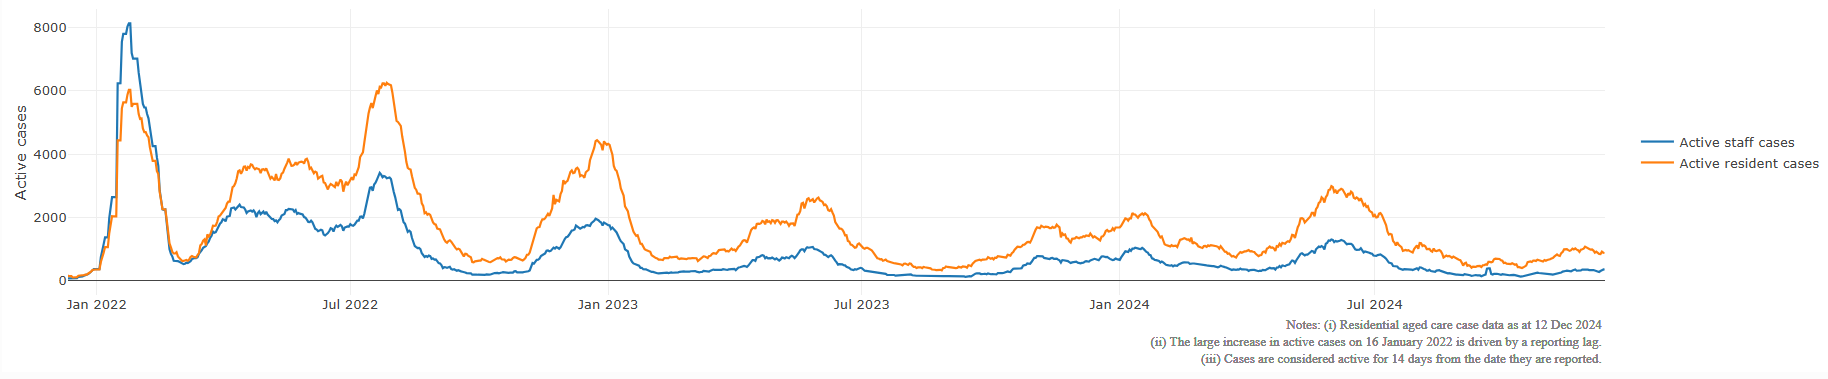 8000
6000
4000
2000
0
Active cases
Jan 2022
Jul 2022
Jan 2023
Jul 2023
Jan 2024
Jul 2024
Active staff cases
Active resident cases
Notes: (i) Residential aged care case data as at 12 Dec 2024
(ii) The large increase in active cases on 16 January 2022 is driven by a reporting lag.
(iii) Cases are considered active for 14 days from the date they are reported.